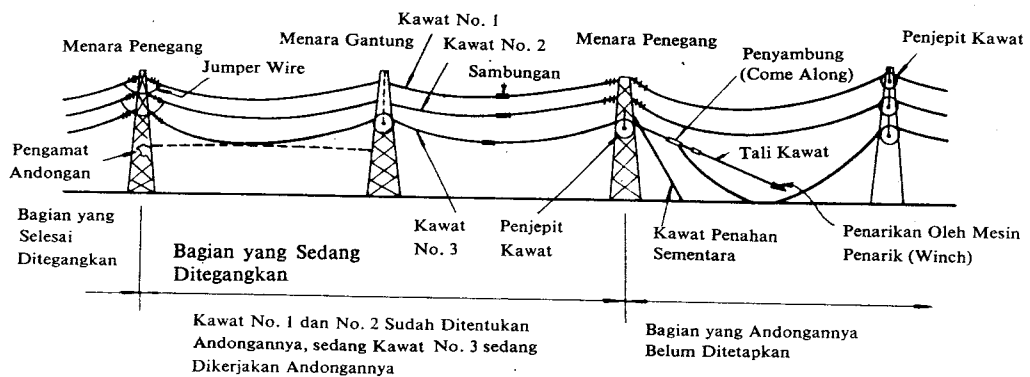 Kawat No. 1
Menara Penegang
Menara Gantung
Kawat No. 2
Menara Penegang
Penjepit Kawat
Jumper Wire
Sambungan
Penyambung
(Come Along)
Pengamat
Andongan
Tali Kawat
Bagian yang
Selesai
Ditegangkan
Bagian yang Sedang
Ditegangkan
Kawat
No. 3
Penjepit
Kawat
Kawat Penahan
Sementara
Penarikan Oleh Mesin
Penarik (Winch)
Kawat No. 1 dan No. 2 Sudah Ditentukan
Andongannya, sedang Kawat No. 3 sedang
Dikerjakan Andongannya
Bagian yang Andongannya
Belum Ditetapkan